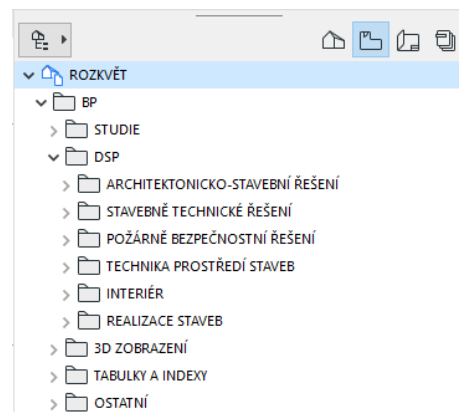 ROZKVĚT
BP
STUDIE
DSP
ARCHITEKTONICKO-STAVEBNÍ ŘEŠENÍ
STAVEBNĚ TECHNICKÉ ŘEŠENÍ
POŽÁRNĚ BEZPEČNOSTNÍ ŘEŠENÍ
TECHNIKA PROSTŘEDÍ STAVEB
INTERIÉR
REALIZACE STAVEB
3D ZOBRAZENÍ
TABULKY A INDEXY
OSTATNÍ